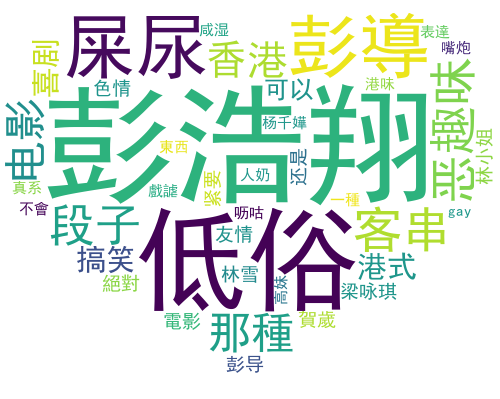 咸湿
表達
屎尿
彭導
嘴炮
喜剧
香港
港味
色情
可以
电影
彭浩翔
恶趣味
杨千嬅
東西
还是
林小姐
真系
戲謔
緊要
人奶
一種
不會
段子
低俗
呖咕
gay
友情
客串
搞笑
港式
絕對
林雪
高妹
梁咏琪
電影
那種
賀歲
彭导